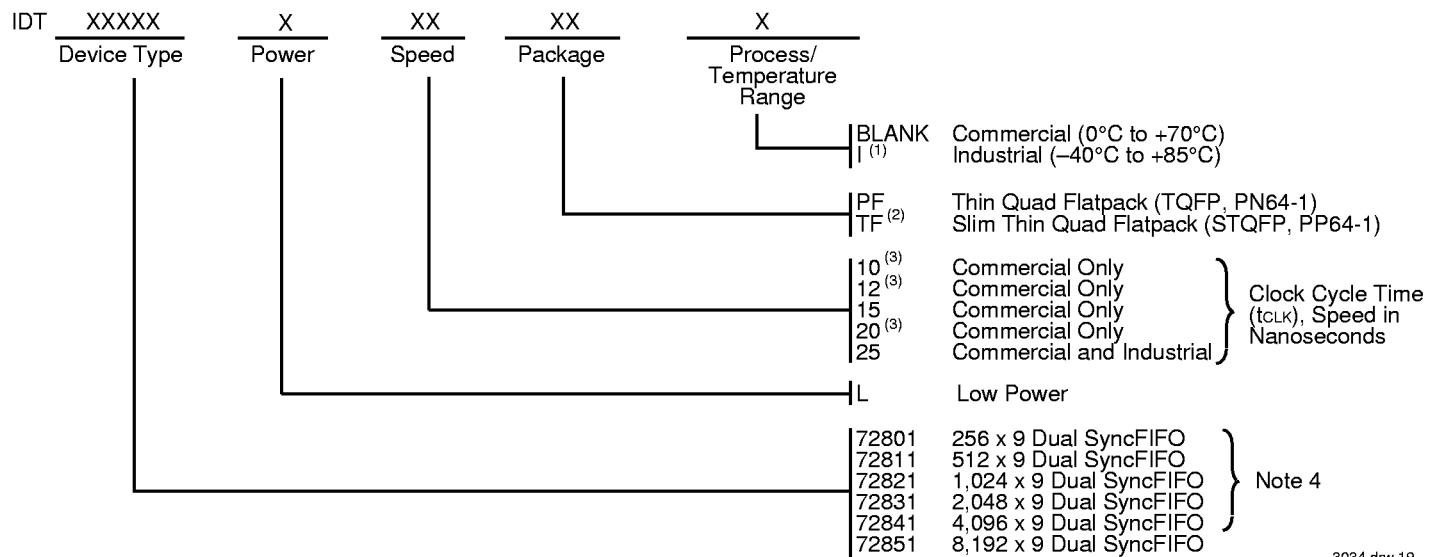 IDT XXXXX X XX XX X
Device Type Power Speed Package Process/
Temperature
Range
BLANK Commercial (0°C to +70°C)
I (1) Industrial (–40°C to +85°C)
PF Thin Quad Flatpack (TQFP, PN64-1)
TF (2) Slim Thin Quad Flatpack (STQFP, PP64-1)
10 (3) Commercial Only
12 (3) Commercial Only
15 Commercial Only
20 (3) Commercial Only
25 Commercial and Industrial
Clock Cycle Time
(tCLK), Speed in
Nanoseconds
L Low Power
72801 256 x 9 Dual SyncFIFO
72811 512 x 9 Dual SyncFIFO
72821 1,024 x 9 Dual SyncFIFO
72831 2,048 x 9 Dual SyncFIFO
72841 4,096 x 9 Dual SyncFIFO
72851 8,192 x 9 Dual SyncFIFO
Note 4
3034 drw 19